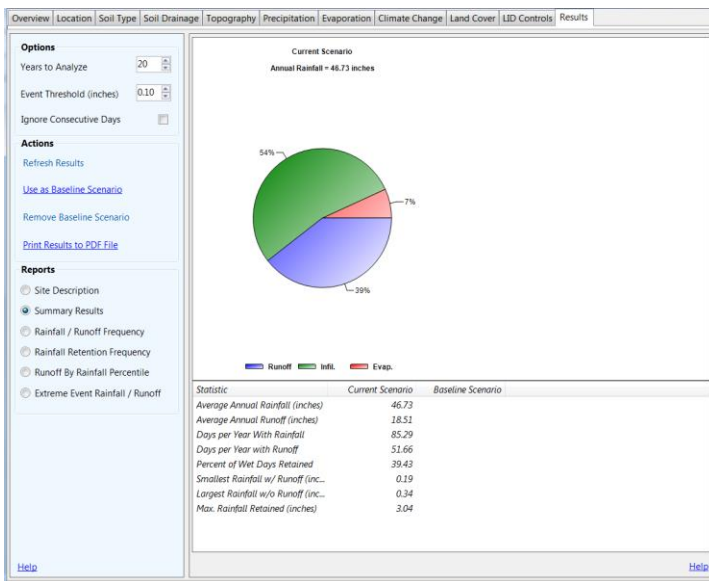 Overview Location Soil Type Soil Drainage Topography Precipitation Evaporation Climate Change Land Cover LID Controls Results
Options
Years to Analyze 20
Event Threshold (inches) 0.10
Ignore Consecutive Days
Actions
Refresh Results
Use as Baseline Scenario
Remove Baseline Scenario
Print Results to PDF File
Reports
Site Description
Summary Results
Rainfall / Runoff Frequency
Rainfall Retention Frequency
Runoff By Rainfall Percentile
Extreme Event Rainfall / Runoff
Help
Current Scenario
Annual Rainfall = 46.73 inches
54%
7%
39%
Runoff Infil. Evap.
Statistic Current Scenario Baseline Scenario
Average Annual Rainfall (inches) 46.73
Average Annual Runoff (inches) 18.51
Days per Year With Rainfall 85.29
Days per Year with Runoff 51.66
Percent of Wet Days Retained 39.43
Smallest Rainfall w/ Runoff (inc... 0.19
Largest Rainfall w/o Runoff (inc... 0.34
Max. Rainfall Retained (inches) 3.04
Help